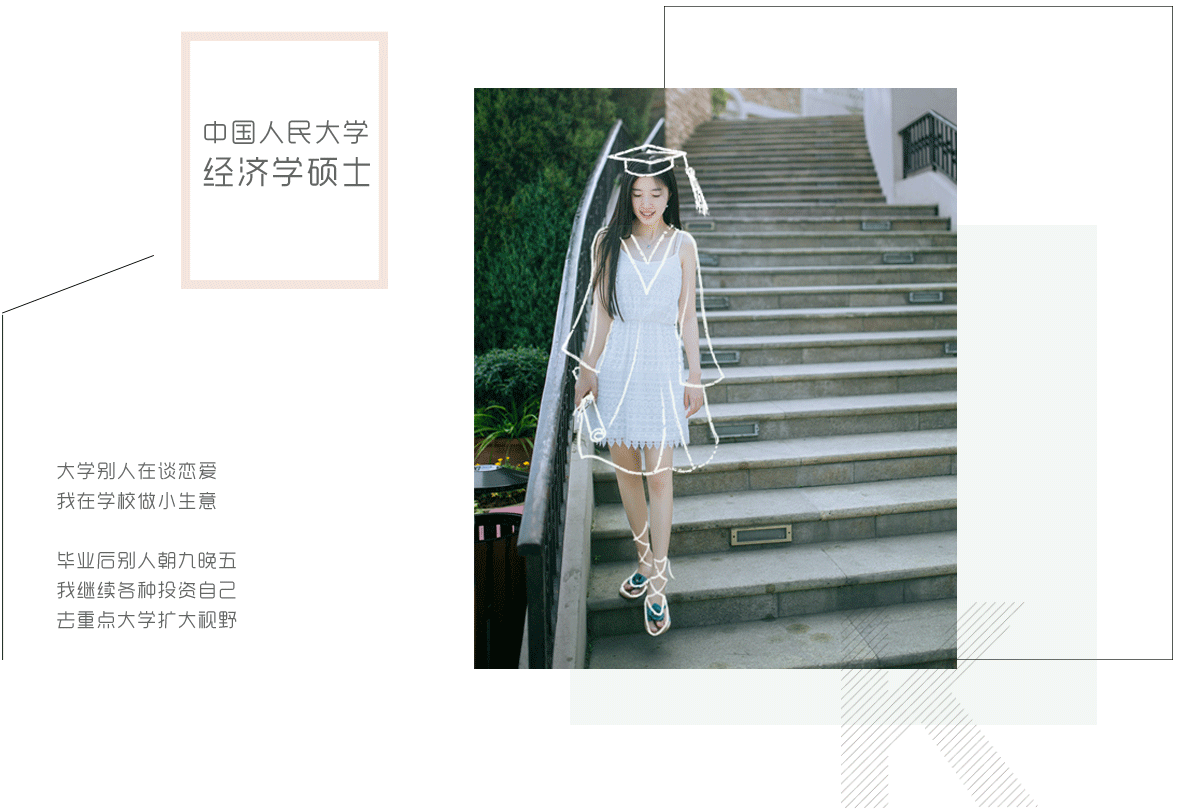 中国人民大学
经济学硕士
大学别人在谈恋爱
我在学校做小生意
毕业后别人朝九晚五
我继续各种投资自己
去重点大学扩大视野
K